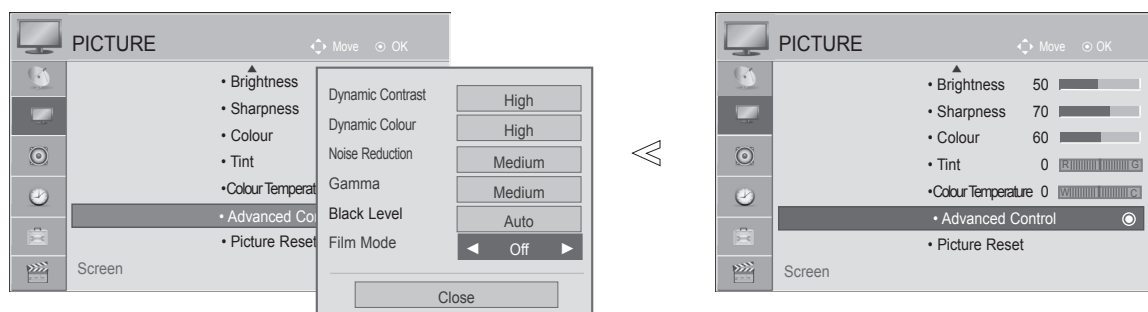 PICTURE
Move OK
• Brightness
• Sharpness
• Colour
• Tint
•Colour Temperat
• Advanced Co
• Picture Reset
Screen
Dynamic Contrast High
Dynamic Colour High
Noise Reduction Medium
Gamma Medium
Black Level Auto
Film Mode ◀ Off ▶
Close
PICTURE
Move OK
• Brightness 50
• Sharpness 70
• Colour 60
• Tint 0 R G
•Colour Temperature 0 W C
• Advanced Control
• Picture Reset
Screen